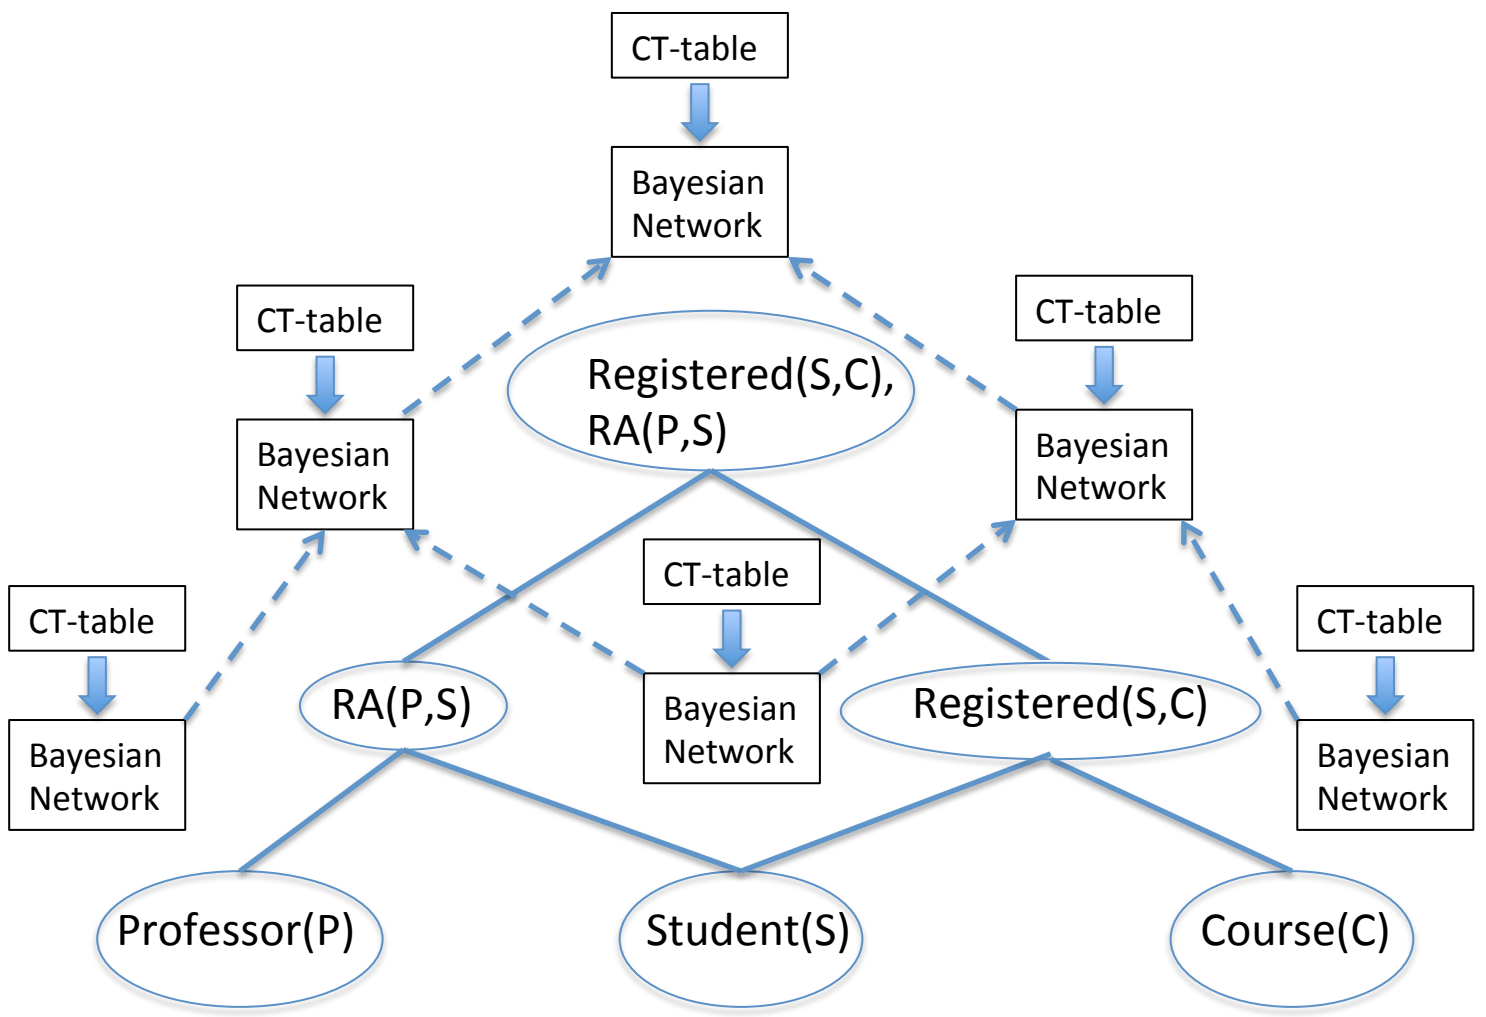 CT-table
Bayesian
Network
CT-table
CT-table
Registered(S,C),
RA(P,S)
Bayesian
Network
Bayesian
Network
CT-table
CT-table
CT-table
RA(P,S)
Bayesian
Network
Registered(S,C)
Bayesian
Network
Bayesian
Network
Professor(P)
Student(S)
Course(C)